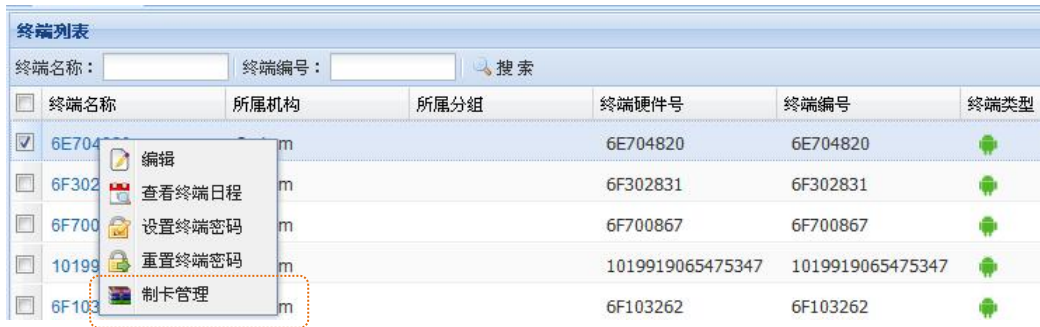 终端列表
终端名称： 终端编号： 搜索
终端名称 所属机构 所属分组 终端硬件号 终端编号 终端类型
6E704820 m 6E704820 6E704820
编辑
6F302 m 6F302831 6F302831
查看终端日程
6F700 m 6F700867 6F700867
设置终端密码
10199 m 1019919065475347 1019919065475347
重置终端密码
6F103 m 6F103262 6F103262
制卡管理